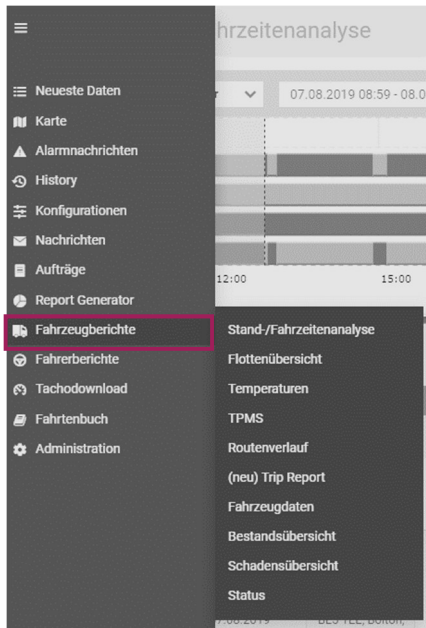 hrzeitenanalyse
07.08.2019 08:59 - 08.0
12:00
15:00
Neueste Daten
Karte
Alarmnachrichten
History
Konfigurationen
Nachrichten
Aufträge
Report Generator
Fahrzeugberichte
Fahrerberichte
Tachodownload
Fahrtenbuch
Administration
Stand-/Fahrzeitenanalyse
Flottenübersicht
Temperaturen
TPMS
Routenverlauf
(neu) Trip Report
Fahrzeugdaten
Bestandsübersicht
Schadensübersicht
Status